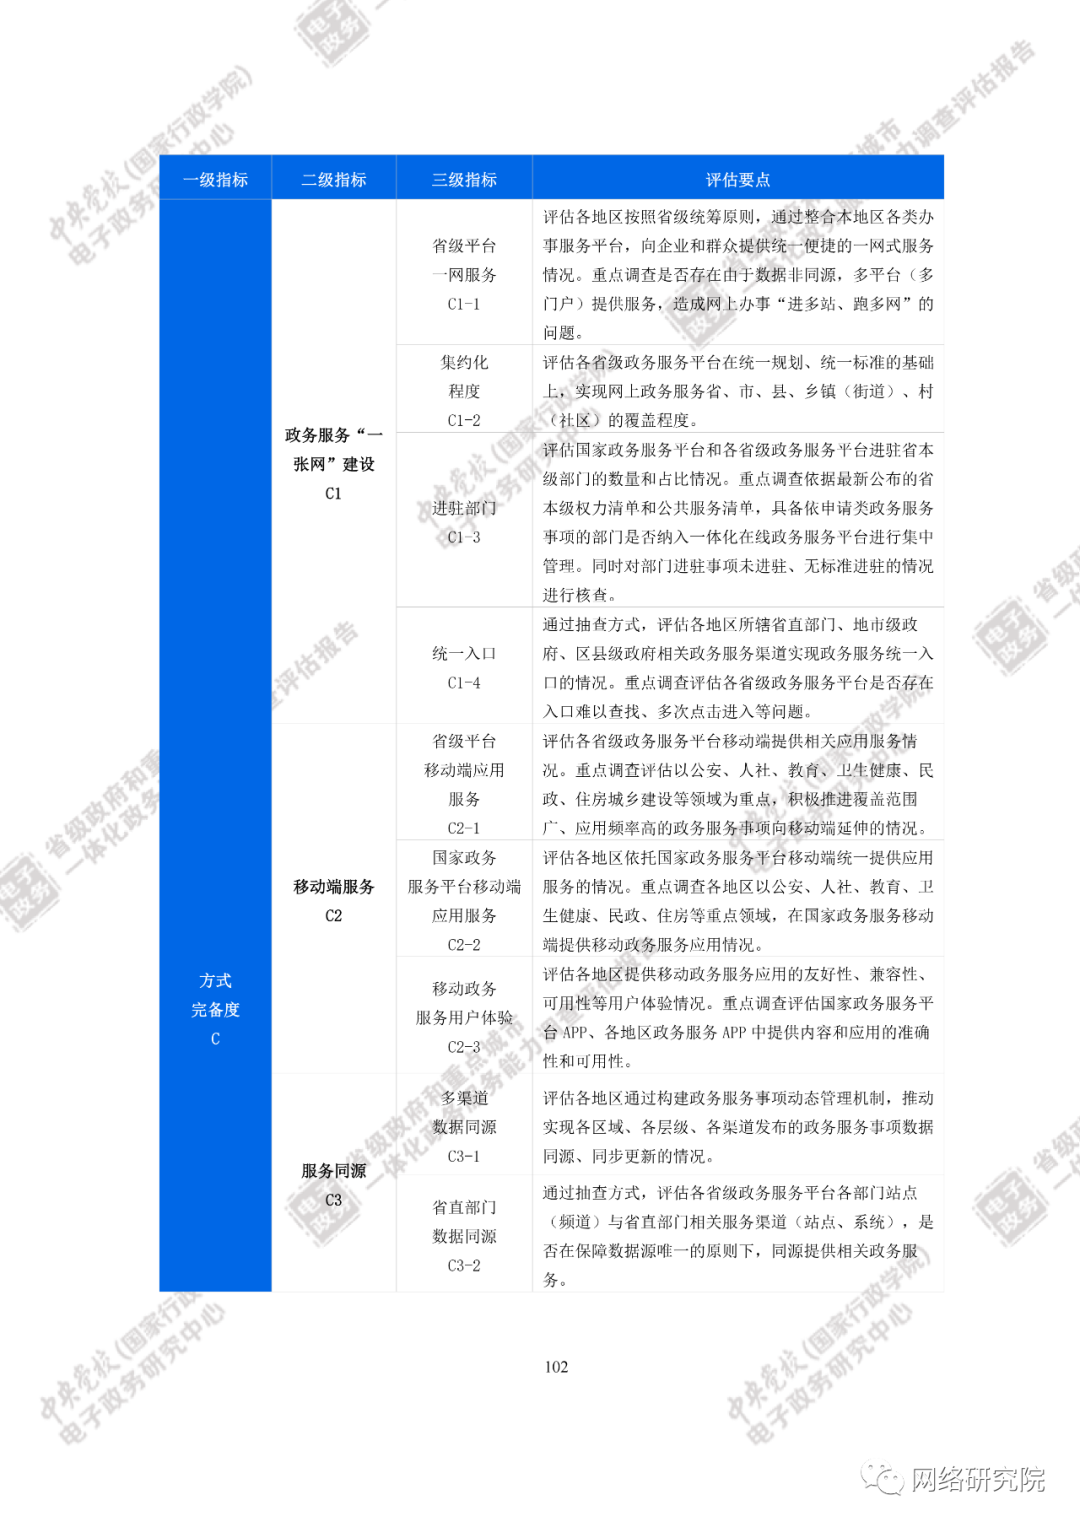 一级指标 二级指标 三级指标 评估要点
方式
完备度
C
政务服务“一
张网”建设
C1
省级平台
一网服务
C1-1
评估各地区按照省级统筹原则，通过整合本地区各类办
事服务平台，向企业和群众提供统一便捷的一网式服务
情况。重点调查是否存在由于数据非同源，多平台（多
门户）提供服务，造成网上办事“进多站、跑多网”的
问题。
集约化
程度
C1-2
评估各省级政务服务平台在统一规划、统一标准的基础
上，实现网上政务服务省、市、县、乡镇（街道）、村
（社区）的覆盖程度。
进驻部门
C1-3
评估国家政务服务平台和各省级政务服务平台进驻省本
级部门的数量和占比情况。重点调查依据最新公布的省
本级权力清单和公共服务清单，具备依申请类政务服务
事项的部门是否纳入一体化在线政务服务平台进行集中
管理。同时对部门进驻事项未进驻、无标准进驻的情况
进行核查。
统一入口
C1-4
通过抽查方式，评估各地区所辖省直部门、地市级政
府、区县级政府相关政务服务渠道实现政务服务统一入
口的情况。重点调查评估各省级政务服务平台是否存在
入口难以查找、多次点击进入等问题。
移动端服务
C2
省级平台
移动端应用
服务
C2-1
评估各省级政务服务平台移动端提供相关应用服务情
况。重点调查评估以公安、人社、教育、卫生健康、民
政、住房城乡建设等领域为重点，积极推进覆盖范围
广、应用频率高的政务服务事项向移动端延伸的情况。
国家政务
服务平台移动端
应用服务
C2-2
评估各地区依托国家政务服务平台移动端统一提供应用
服务的情况。重点调查各地区以公安、人社、教育、卫
生健康、民政、住房等重点领域，在国家政务服务移动
端提供移动政务服务应用情况。
移动政务
服务用户体验
C2-3
评估各地区提供移动政务服务应用的友好性、兼容性、
可用性等用户体验情况。重点调查评估国家政务服务平
台 APP、各地区政务服务 APP 中提供内容和应用的准确
性和可用性。
服务同源
C3
多渠道
数据同源
C3-1
评估各地区通过构建政务服务事项动态管理机制，推动
实现各区域、各层级、各渠道发布的政务服务事项数据
同源、同步更新的情况。
省直部门
数据同源
C3-2
通过抽查方式，评估各省级政务服务平台各部门站点
（频道）与省直部门相关服务渠道（站点、系统），是
否在保障数据源唯一的原则下，同源提供相关政务服
务。
102
中央党校(国家行政学院)
电子政务研究中心
网络研究院